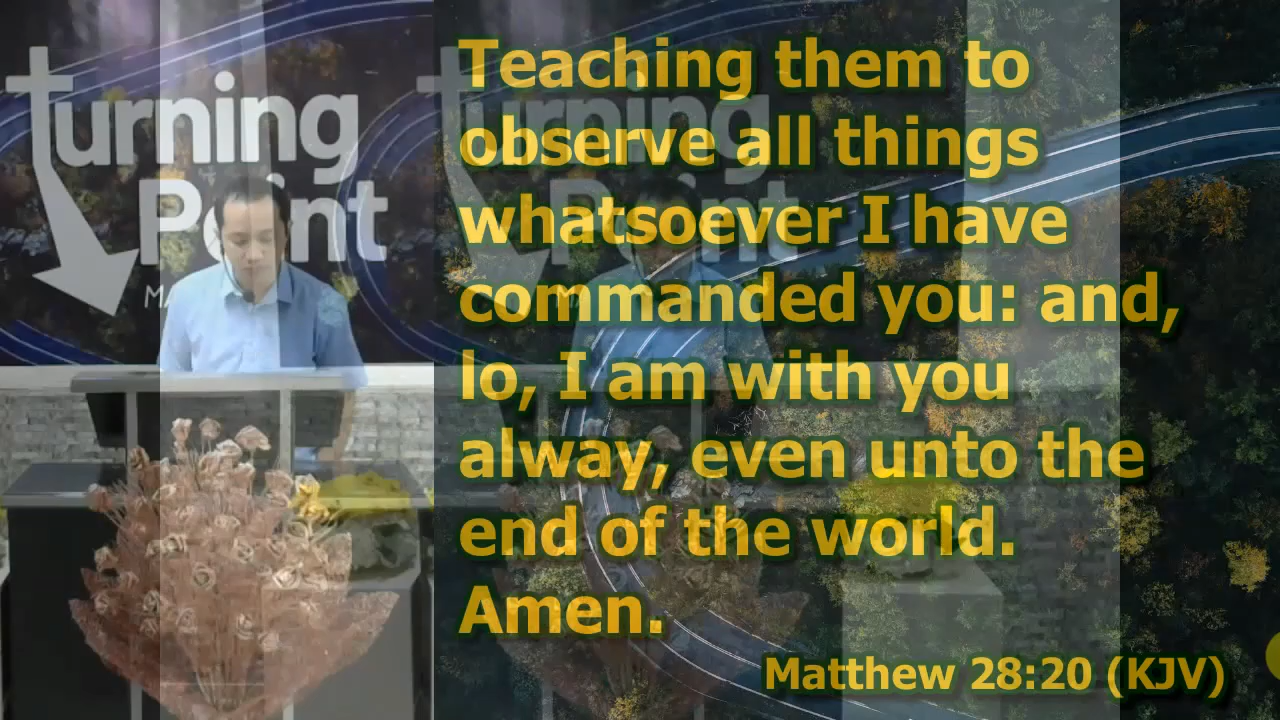 turning
Point
MA
turning
Point
M
Teaching them to
observe all things
whatsoever I have
commanded you: and,
lo, I am with you
alway, even unto the
end of the world.
Amen.
Matthew 28:20 (KJV)